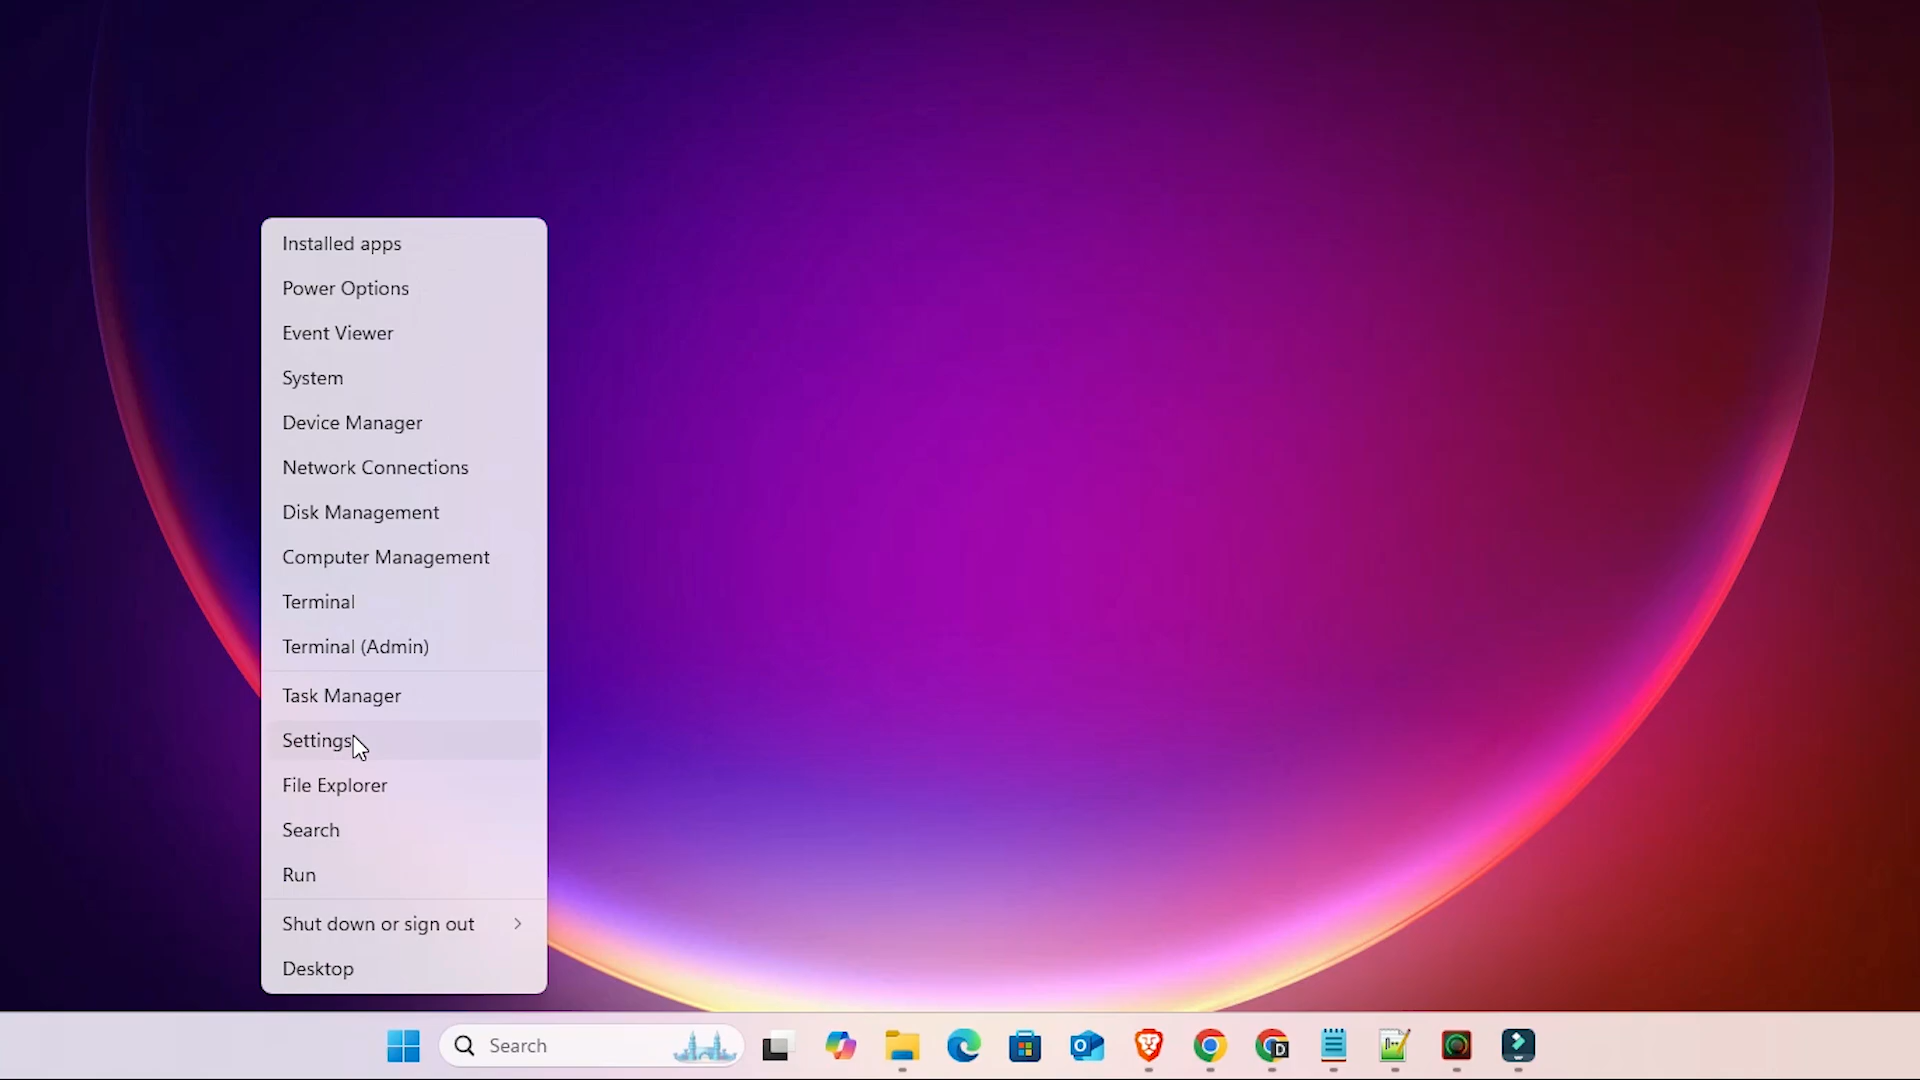 Installed apps
Power Options
Event Viewer
System
Device Manager
Network Connections
Disk Management
Computer Management
Terminal
Terminal (Admin)
Task Manager
Settings
File Explorer
Search
Run
Shut down or sign out
Desktop
Search